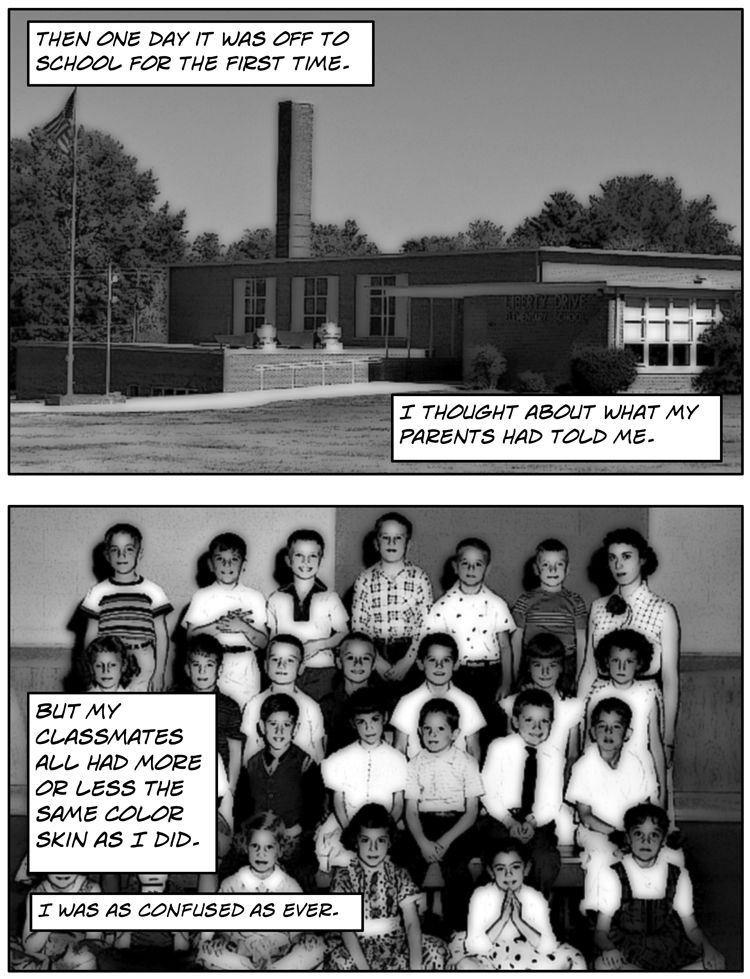 THEN ONE DAY IT WAS OFF TO
SCHOOL FOR THE FIRST TIME.
LIBERTY DRIVE
ELEMENTARY SCHOOL
I THOUGHT ABOUT WHAT MY
PARENTS HAD TOLD ME.
BUT MY
CLASSMATES
ALL HAD MORE
OR LESS THE
SAME COLOR
SKIN AS I DID.
I WAS AS CONFUSED AS EVER.